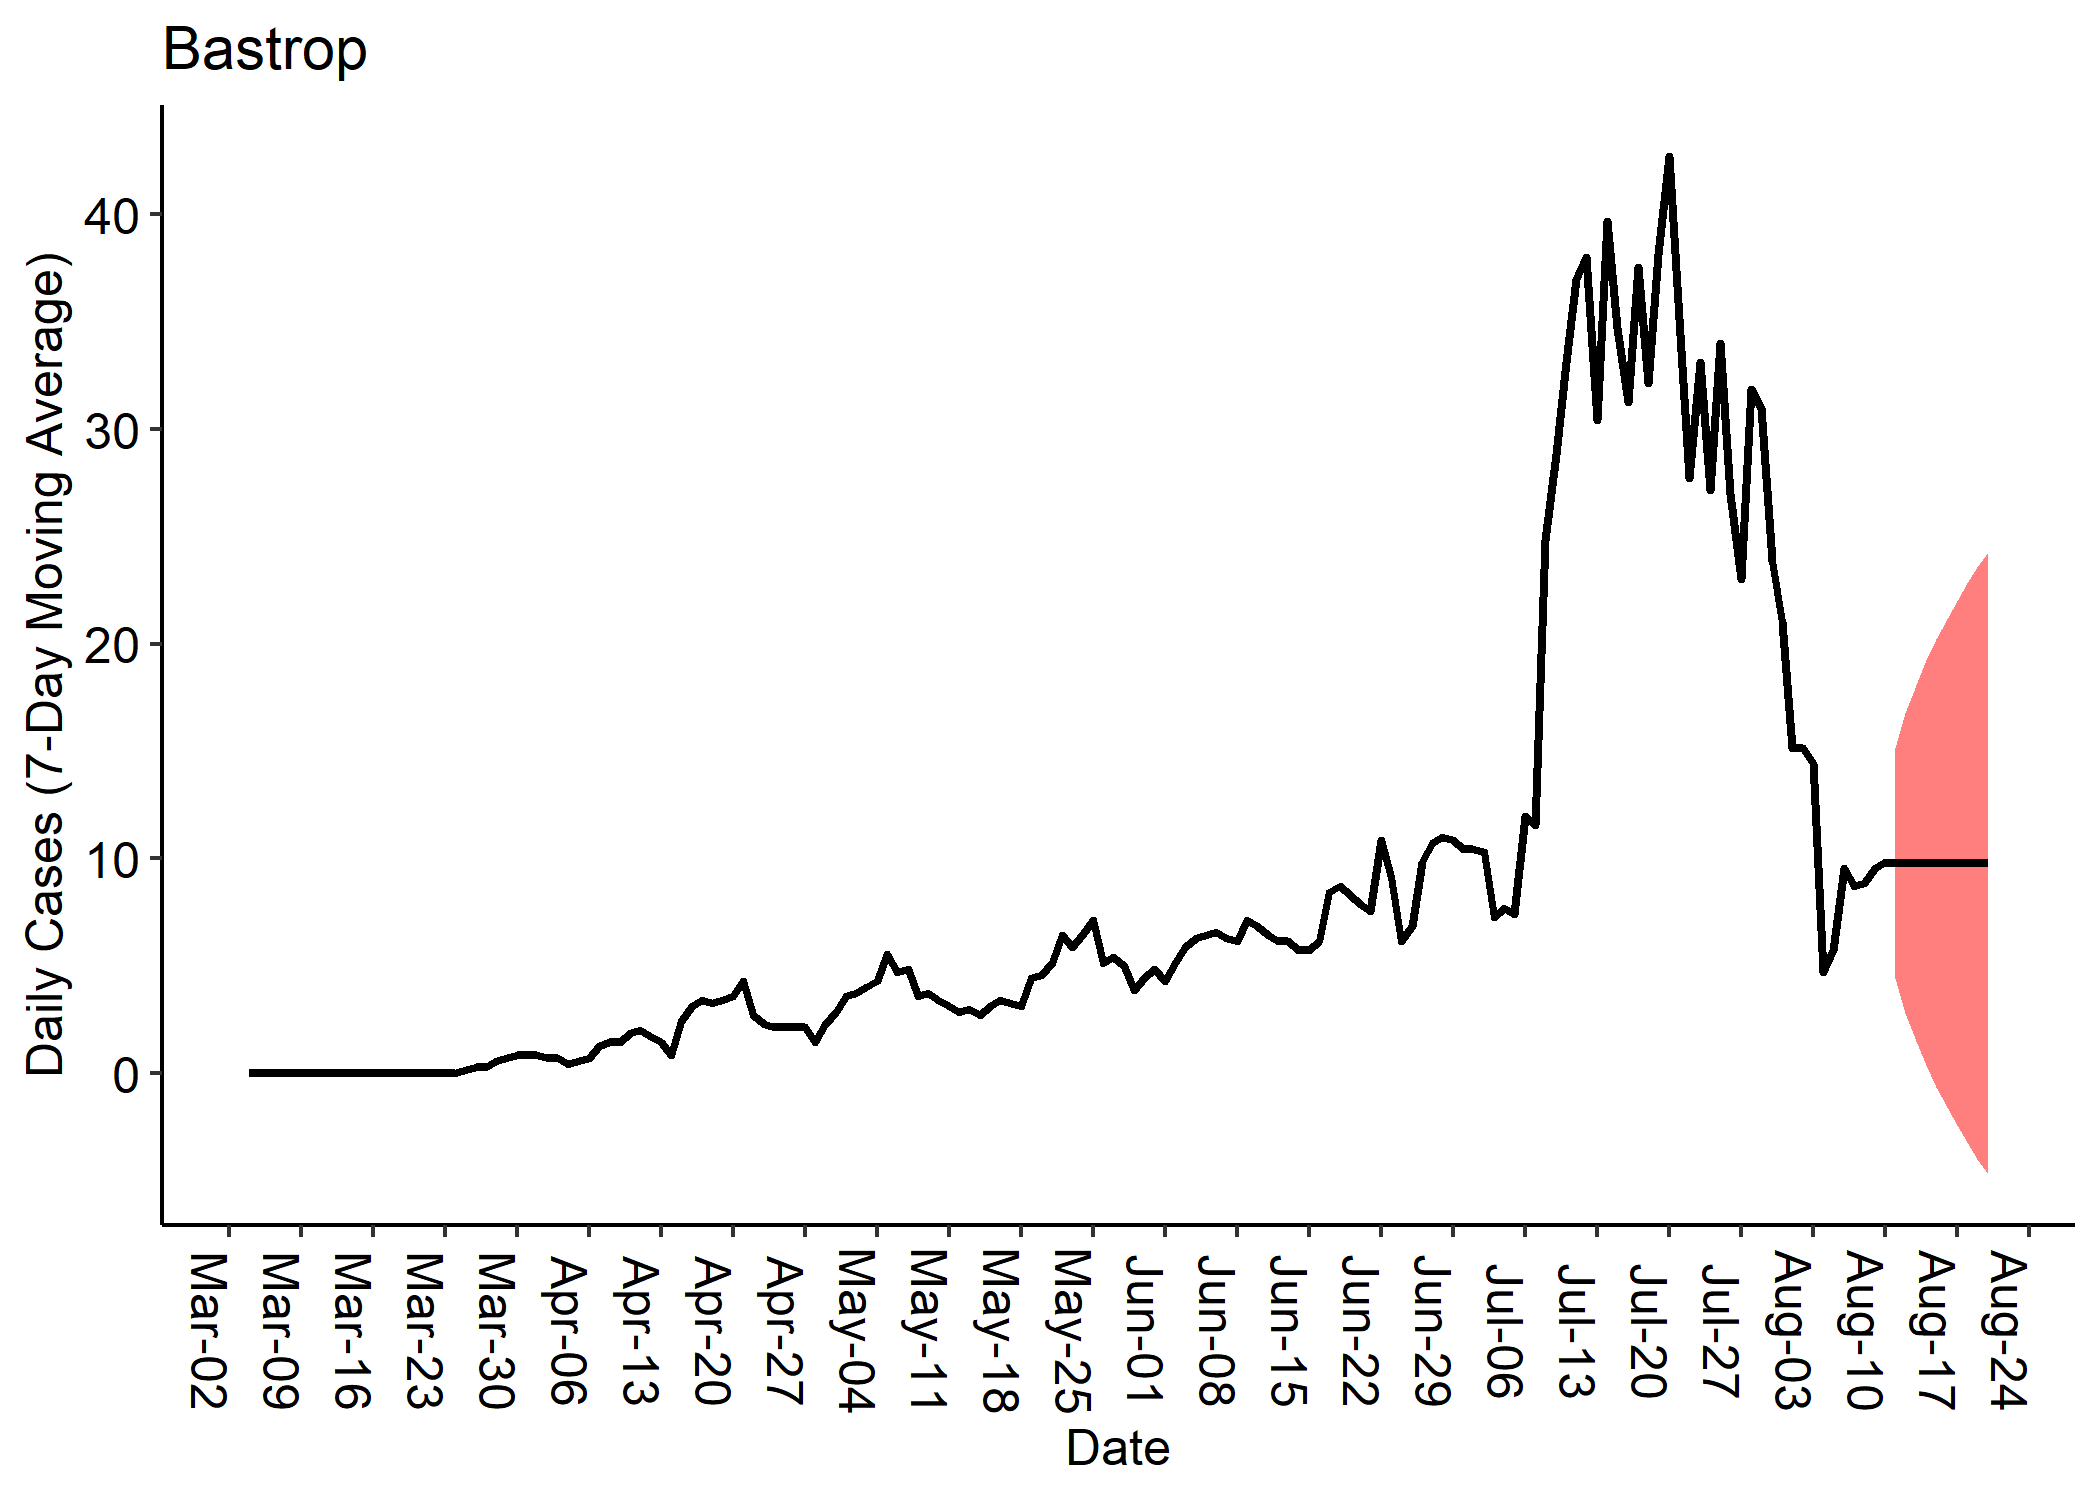 Bastrop
Daily Cases (7-Day Moving Average)
40
30
20
10
0
Mar-02
Mar-09
Mar-16
Mar-23
Mar-30
Apr-06
Apr-13
Apr-20
Apr-27
May-04
May-11
May-18
May-25
Jun-01
Jun-08
Jun-15
Jun-22
Jun-29
Jul-06
Jul-13
Jul-20
Jul-27
Aug-03
Aug-10
Aug-17
Aug-24
Date